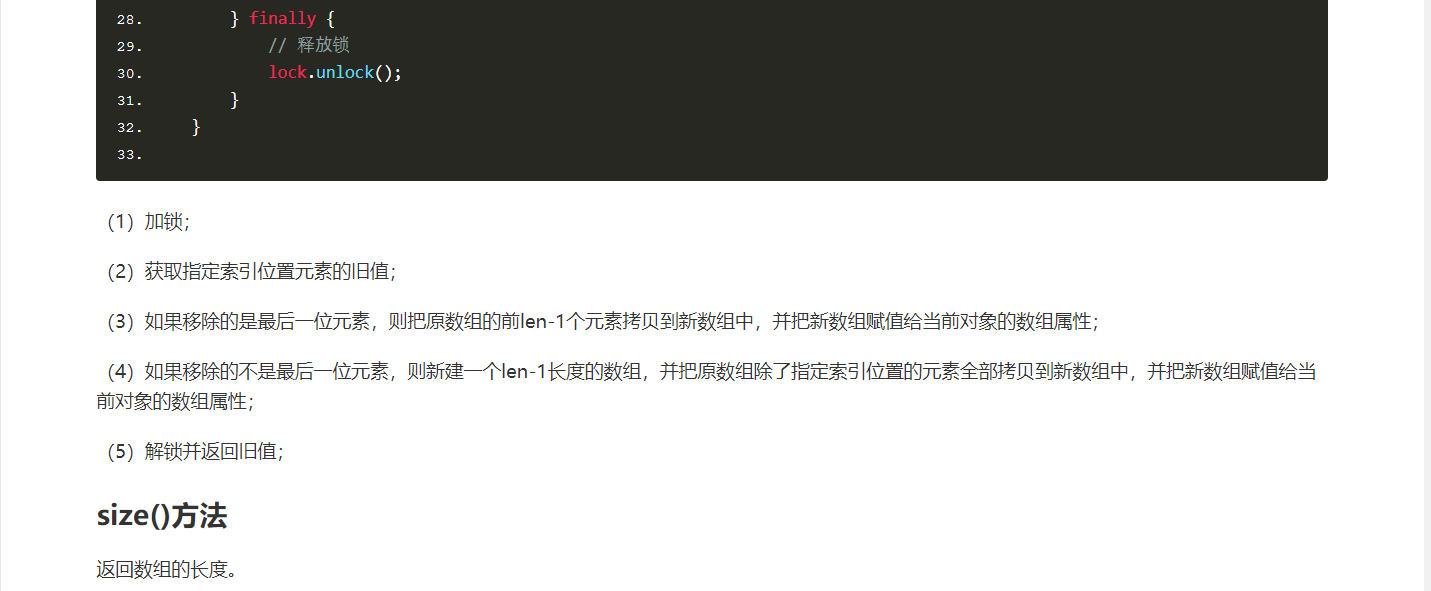 28. } finally {
29. // 释放锁
30. lock.unlock();
31. }
32. }
33.
（1）加锁；
（2）获取指定索引位置元素的旧值；
（3）如果移除的是最后一位元素，则把原数组的前len-1个元素拷贝到新数组中，并把新数组赋值给当前对象的数组属性；
（4）如果移除的不是最后一位元素，则新建一个len-1长度的数组，并把原数组除了指定索引位置的元素全部拷贝到新数组中，并把新数组赋值给当
前对象的数组属性；
（5）解锁并返回旧值；
size()方法
返回数组的长度。